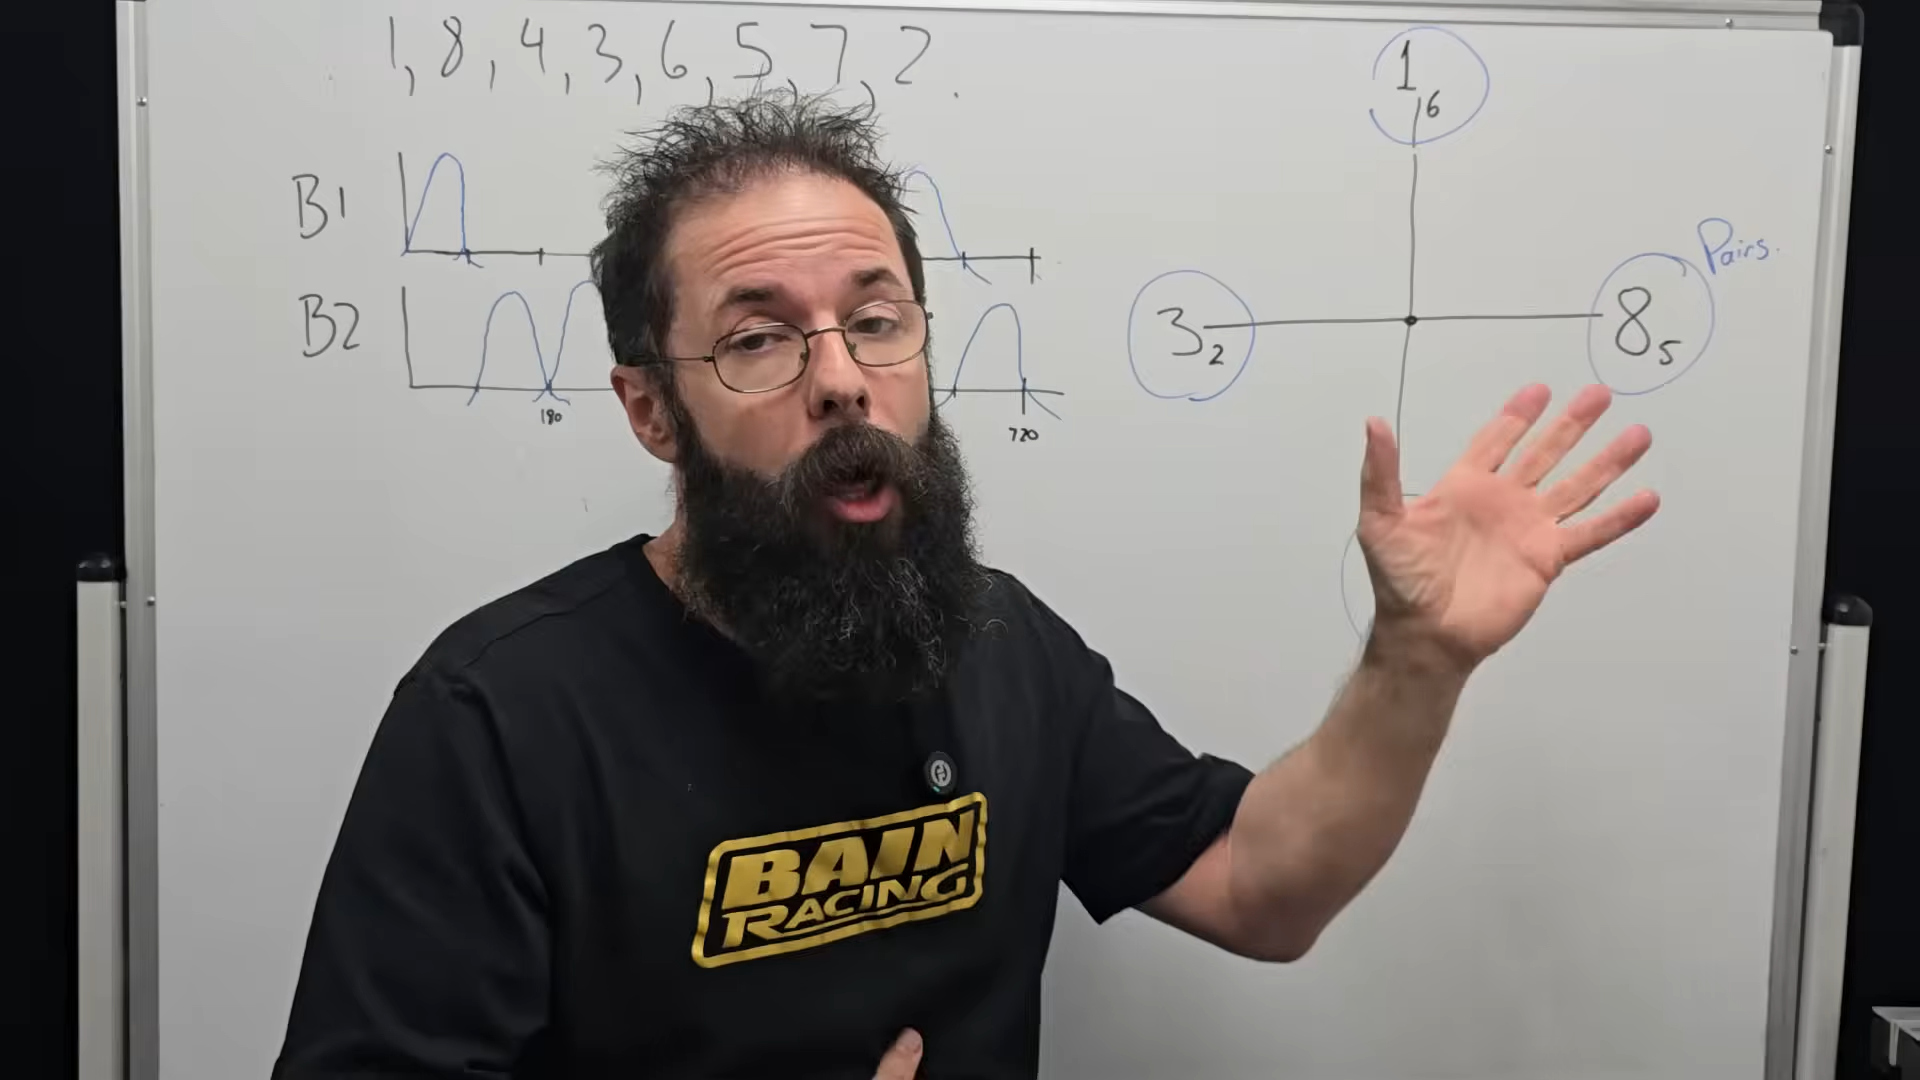 1, 8, 4, 3, 6, 5, 7, 2.
1
6
Pairs.
B1
B2
3 2
8 5
180
720
BAIN
RACING